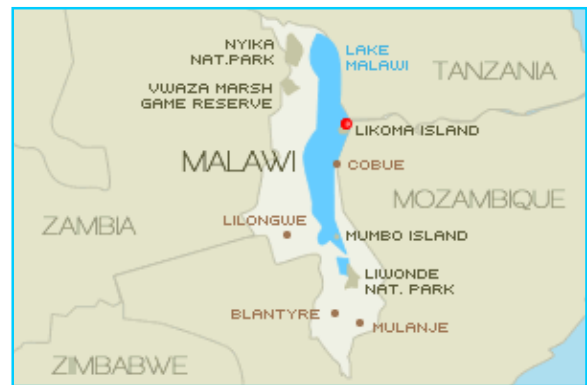 NYIKA
NAT.PARK
LAKE
MALAWI
TANZANIA
VWAZA MARSH
GAME RESERVE
LIKOMA ISLAND
MALAWI
COBUE
MOZAMBIQUE
ZAMBIA
LILONGWE
MUMBO ISLAND
LIWONDE
NAT. PARK
BLANTYRE
MULANJE
ZIMBABWE